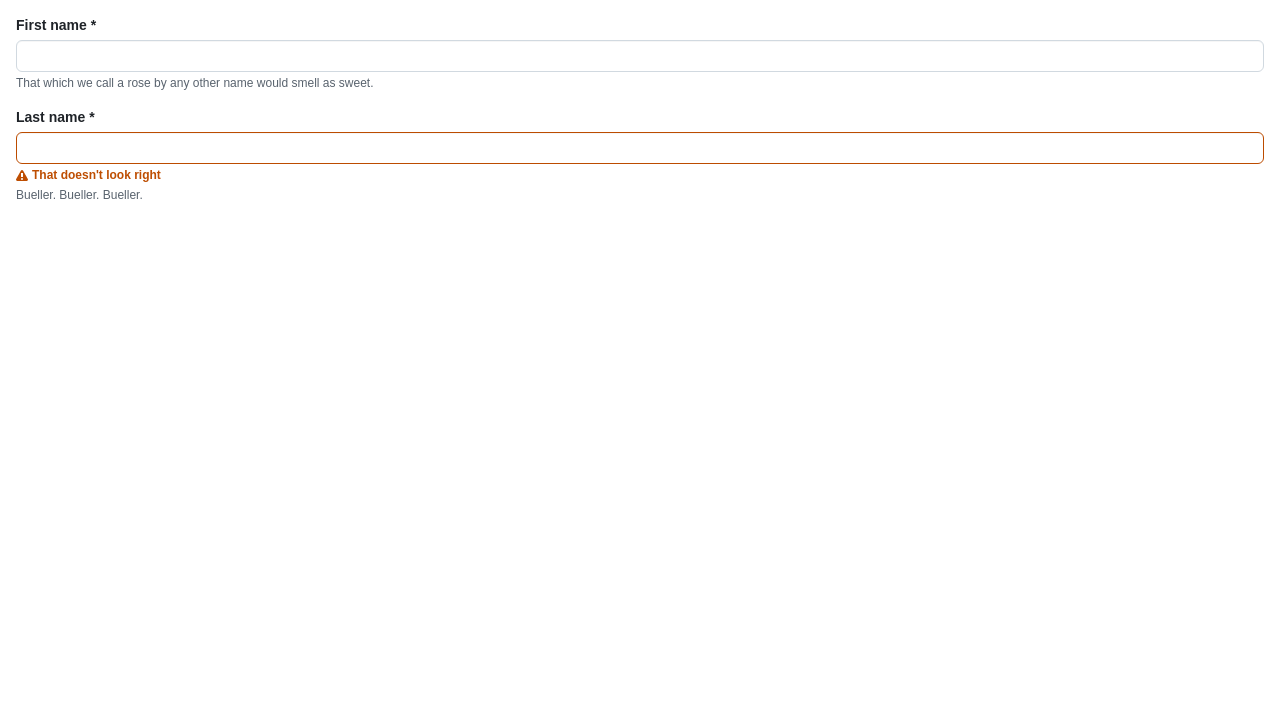 First name *
That which we call a rose by any other name would smell as sweet.
Last name *
That doesn't look right
Bueller. Bueller. Bueller.